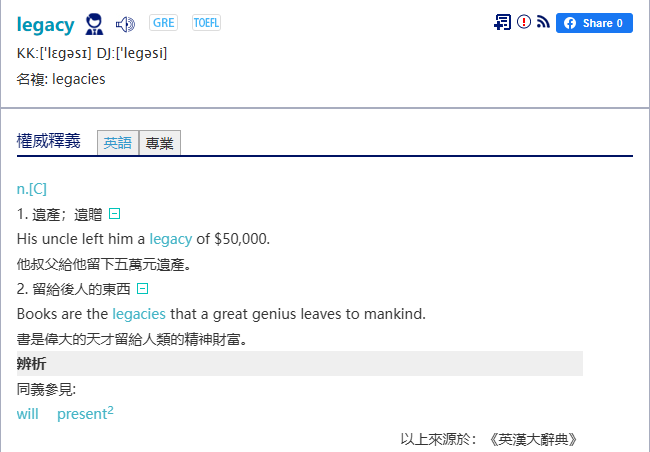 legacy GRE TOEFL Share 0
KK:['lɛgəsɪ] DJ:['legəsi]
名複: legacies
權威釋義 英語 專業
n.[C]
1. 遺產；遺贈
His uncle left him a legacy of $50,000.
他叔父給他留下五萬元遺產。
2. 留給後人的東西
Books are the legacies that a great genius leaves to mankind.
書是偉大的天才留給人類的精神財富。
辨析
同義參見:
will present²
以上來源於：《英漢大辭典》